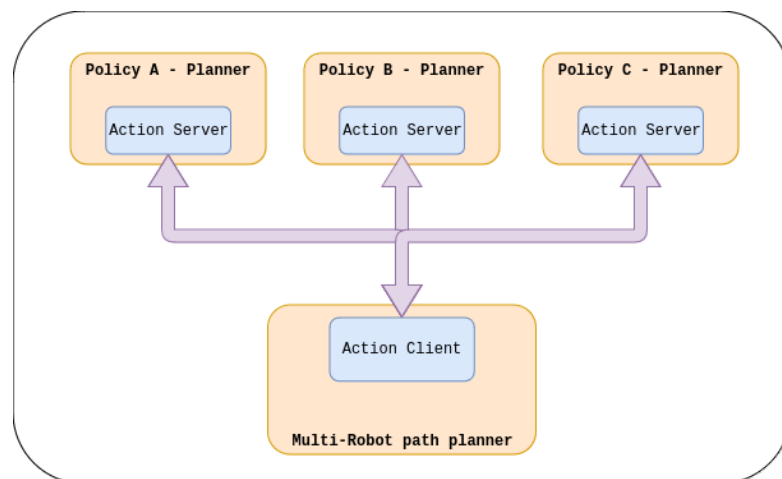 Policy A - Planner
Policy B - Planner
Policy C - Planner
Action Server
Action Server
Action Server
Action Client
Multi-Robot path planner